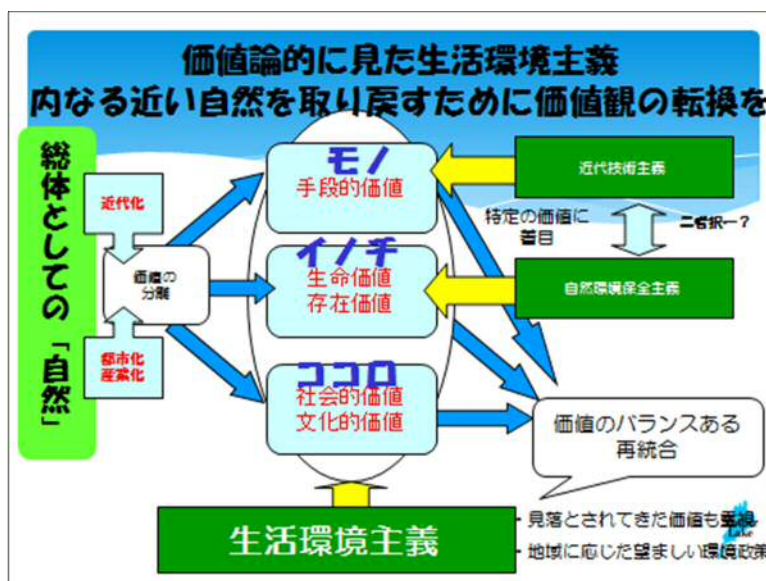 価値論的に見た生活環境主義
内なる近い自然を取り戻すために価値観の転換を
総体としての「自然」
近代化
都市化
産業化
価値の
分離
モノ
手段的価値
イノチ
生命価値
存在価値
ココロ
社会的価値
文化的価値
近代技術主義
特定の価値に
着目
二者択一?
自然環境保全主義
価値のバランスある
再統合
生活環境主義
・見落とされてきた価値も重視
・地域に応じた望ましい環境政策
Lake